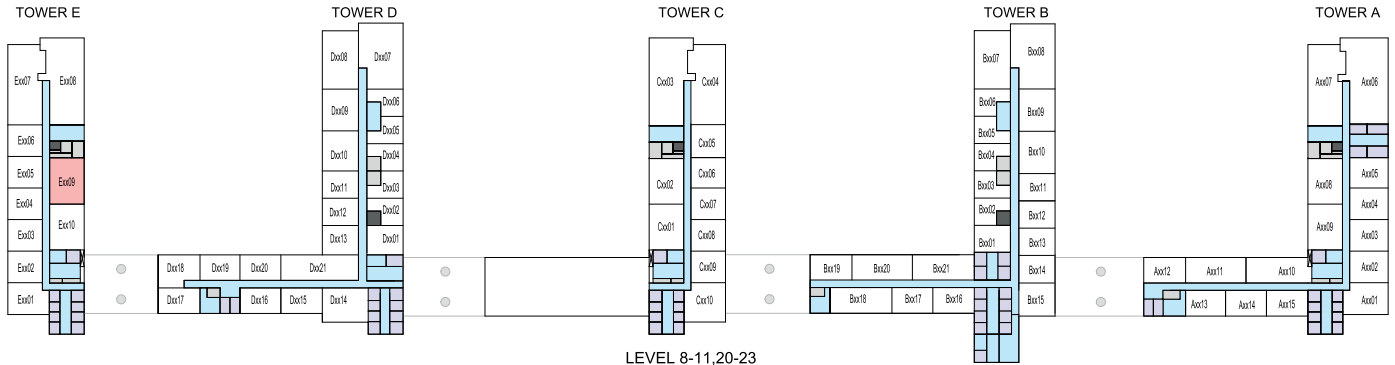 TOWER E
TOWER D
TOWER C
TOWER B
TOWER A
Exx07
Exx08
Exx06
Exx05
Exx09
Exx04
Exx03
Exx10
Exx02
Exx01
Dxx08
Dxx07
Dxx09
Dxx06
Dxx05
Dxx10
Dxx04
Dxx11
Dxx03
Dxx12
Dxx02
Dxx13
Dxx01
Dxx18
Dxx19
Dxx20
Dxx21
Dxx17
Dxx16
Dxx15
Dxx14
Cxx03
Cxx04
Cxx05
Cxx02
Cxx06
Cxx07
Cxx01
Cxx08
Cxx09
Cxx10
Bxx07
Bxx08
Bxx06
Bxx09
Bxx05
Bxx04
Bxx10
Bxx03
Bxx11
Bxx02
Bxx12
Bxx01
Bxx13
Bxx19
Bxx20
Bxx21
Bxx14
Bxx18
Bxx17
Bxx16
Bxx15
Axx07
Axx06
Axx08
Axx05
Axx04
Axx09
Axx03
Axx12
Axx11
Axx10
Axx02
Axx13
Axx14
Axx15
Axx01
LEVEL 8-11,20-23